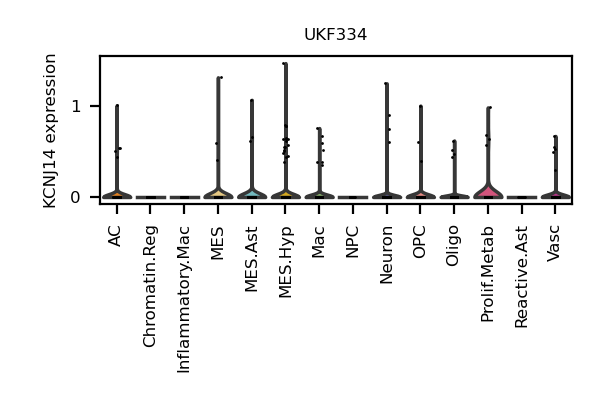 UKF334
KCNJ14 expression
1
0
AC
Chromatin.Reg
Inflammatory.Mac
MES
MES.Ast
MES.Hyp
Mac
NPC
Neuron
OPC
Oligo
Prolif.Metab
Reactive.Ast
Vasc